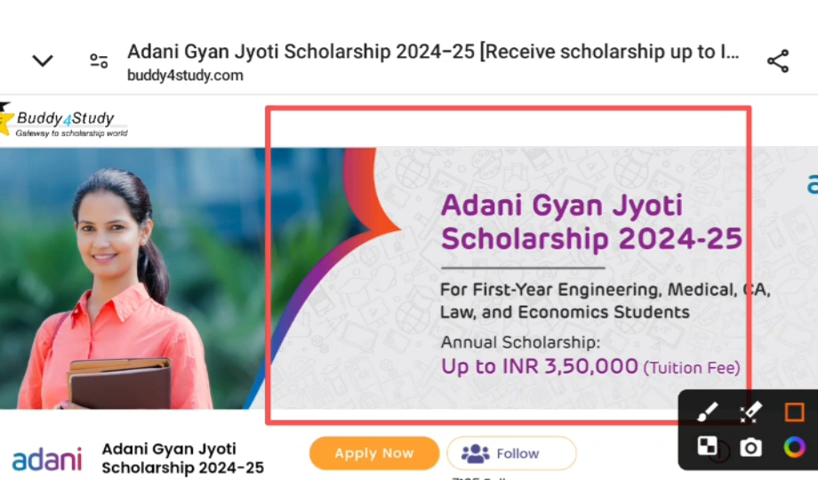 Adani Gyan Jyoti Scholarship 2024-25 [Receive scholarship up to I...
buddy4study.com
Buddy4Study
Gateway to scholarship world
Adani Gyan Jyoti
Scholarship 2024-25
For First-Year Engineering, Medical, CA,
Law, and Economics Students
Annual Scholarship:
Up to INR 3,50,000 (Tuition Fee)
adani
Adani Gyan Jyoti
Scholarship 2024-25
Apply Now
Follow